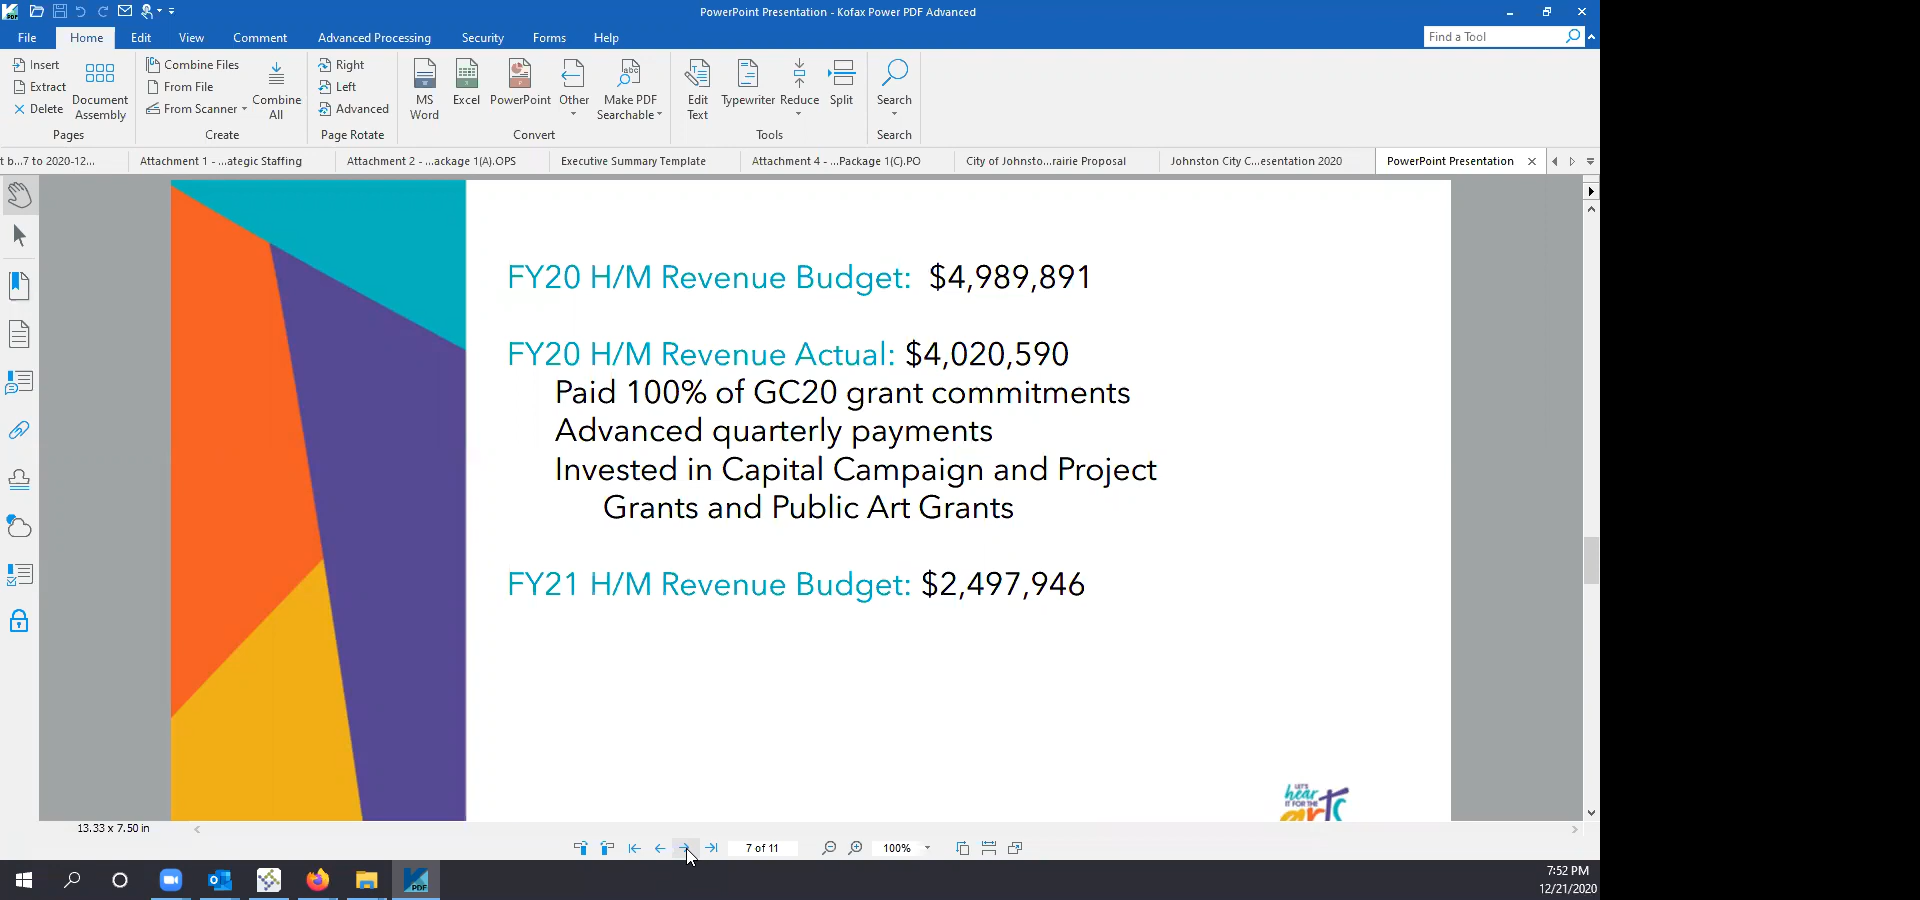 PowerPoint Presentation - Kofax Power PDF Advanced
File Home Edit View Comment Advanced Processing Security Forms Help
Find a Tool
Insert
Extract
Delete
Document Assembly
Pages
Combine Files
From File
From Scanner
Combine All
Create
Right
Left
Advanced
Page Rotate
MS Word
Excel
PowerPoint
Other
Make PDF Searchable
Convert
Edit Text
Typewriter
Reduce
Split
Tools
Search
Search
t b...7 to 2020-12...
Attachment 1 - ...ategic Staffing
Attachment 2 - ...ackage 1(A).OPS
Executive Summary Template
Attachment 4 - ...Package 1(C).PO
City of Johnsto...rairie Proposal
Johnston City C...esentation 2020
PowerPoint Presentation
FY20 H/M Revenue Budget: $4,989,891
FY20 H/M Revenue Actual: $4,020,590
Paid 100% of GC20 grant commitments
Advanced quarterly payments
Invested in Capital Campaign and Project
Grants and Public Art Grants
FY21 H/M Revenue Budget: $2,497,946
LET'S
hear
IT FOR THE
arts
13.33 x 7.50 in
7 of 11
100%
7:52 PM
12/21/2020